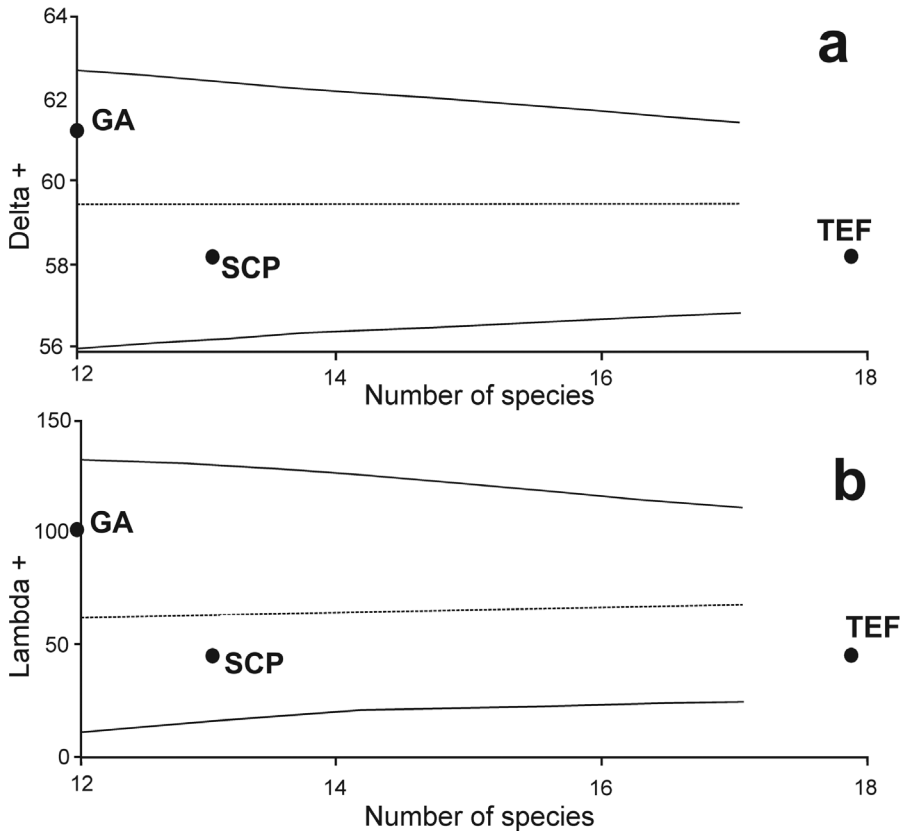 64
a
62
GA
60
Delta +
TEF
58
SCP
56
12
14
16
18
Number of species
150
b
GA
100
Lambda +
TEF
50
SCP
0
12
14
16
18
Number of species